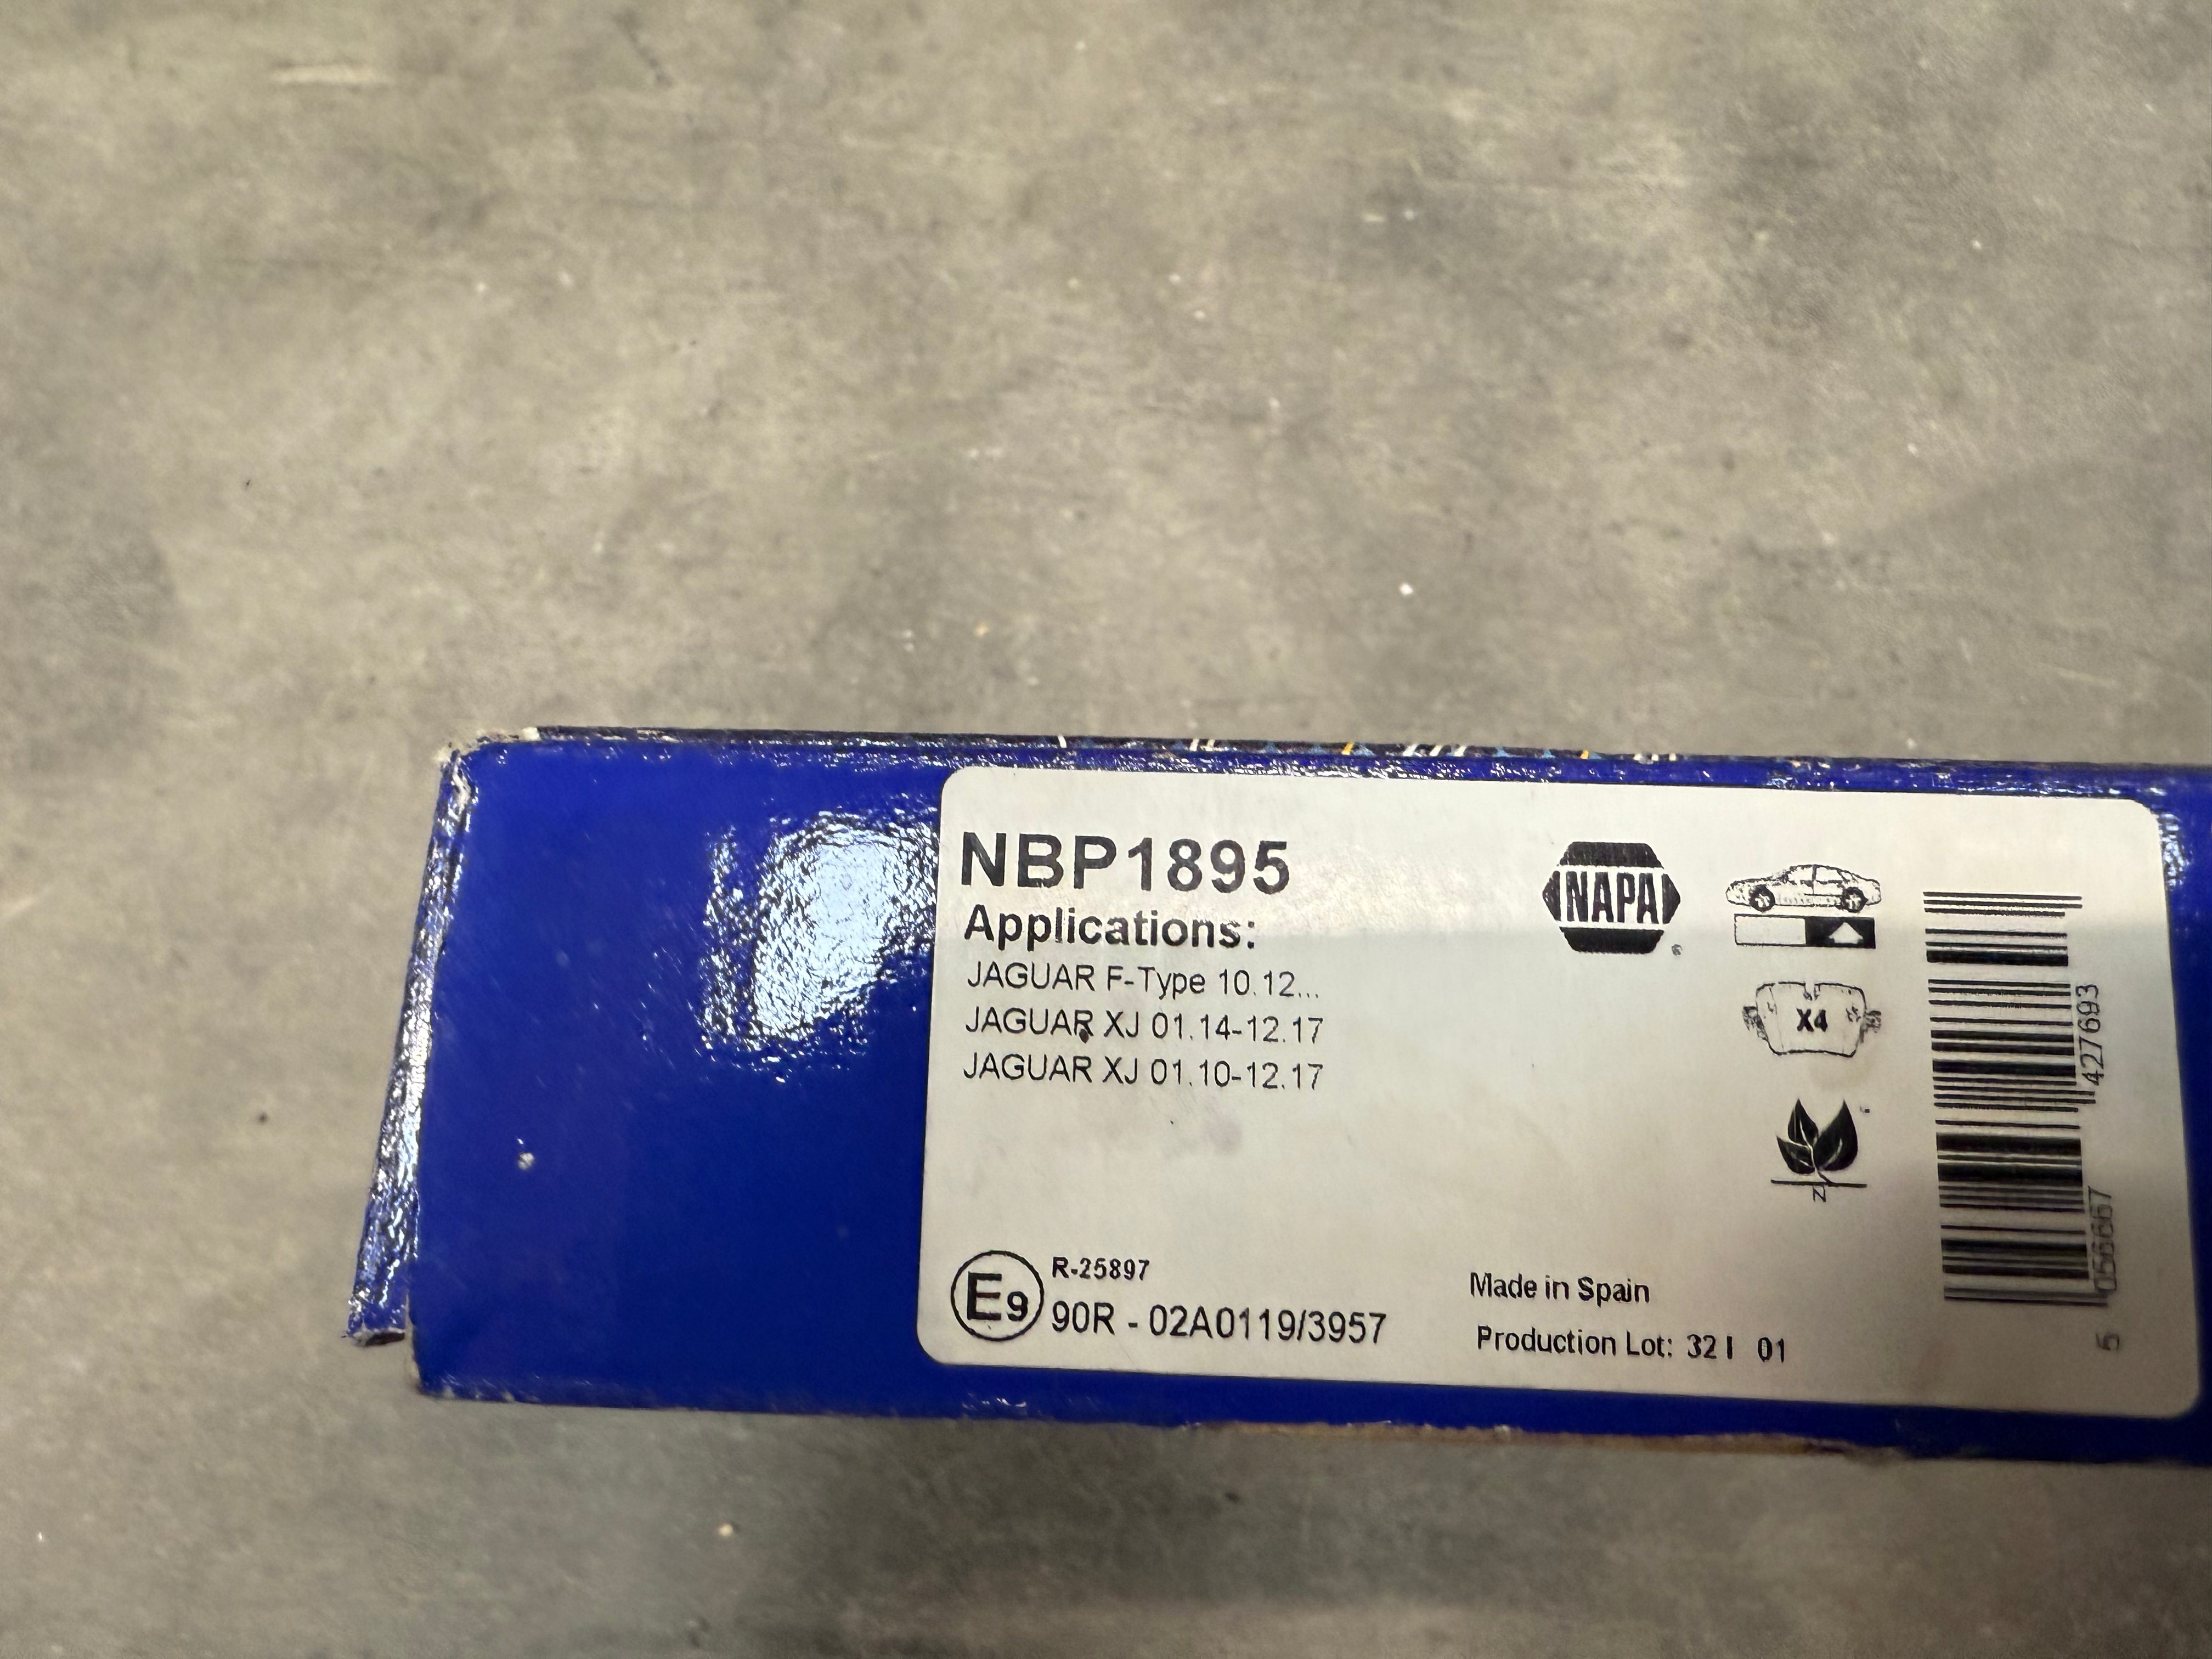 NBP1895
Applications:
JAGUAR F-Type 10.12...
JAGUAR XJ 01.14-12.17
JAGUAR XJ 01.10-12.17
NAPA
®
X4
N
E9
R-25897
90R - 02A0119/3957
Made in Spain
Production Lot: 32 I 01
5 056667 427693